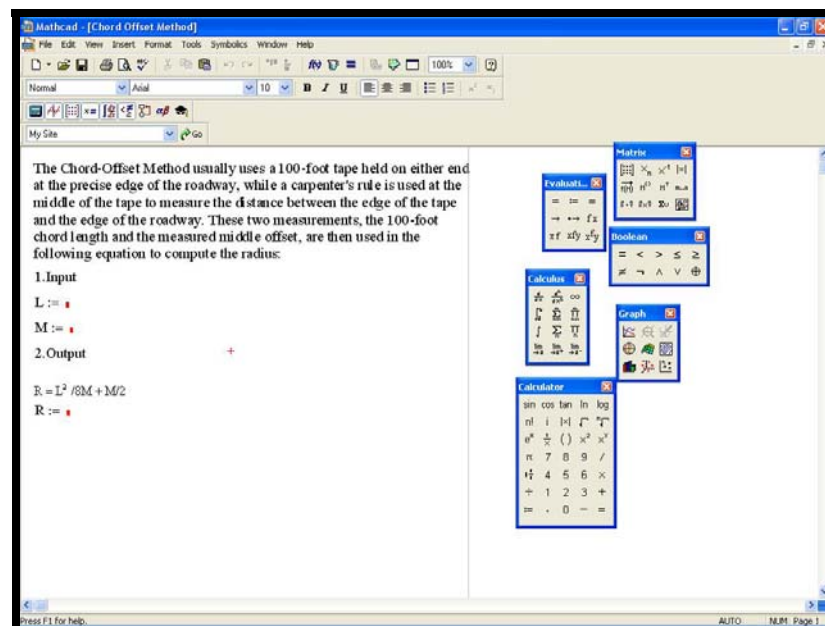 Mathcad - [Chord Offset Method]
File Edit View Insert Format Tools Symbolics Window Help
100%
Normal Arial 10 B I U
My Site Go
The Chord-Offset Method usually uses a 100-foot tape held on either end
at the precise edge of the roadway, while a carpenter's rule is used at the
middle of the tape to measure the distance between the edge of the tape
and the edge of the roadway. These two measurements, the 100-foot
chord length and the measured middle offset, are then used in the
following equation to compute the radius:
1.Input
L :=
M :=
2.Output
R = L² /8M + M/2
R :=
Matrix
Evaluati...
= := ≡
→ •→ fx
xf xfy
Boolean
= < > ≤ ≥
≠ ¬ ∧ ∨ ⊕
Calculus
Graph
Calculator
sin cos tan ln log
n! i |×|
( ) x² xʸ
π 7 8 9 /
4 5 6 ×
÷ 1 2 3 +
:= . 0 − =
Press F1 for help.
AUTO NUM Page 1